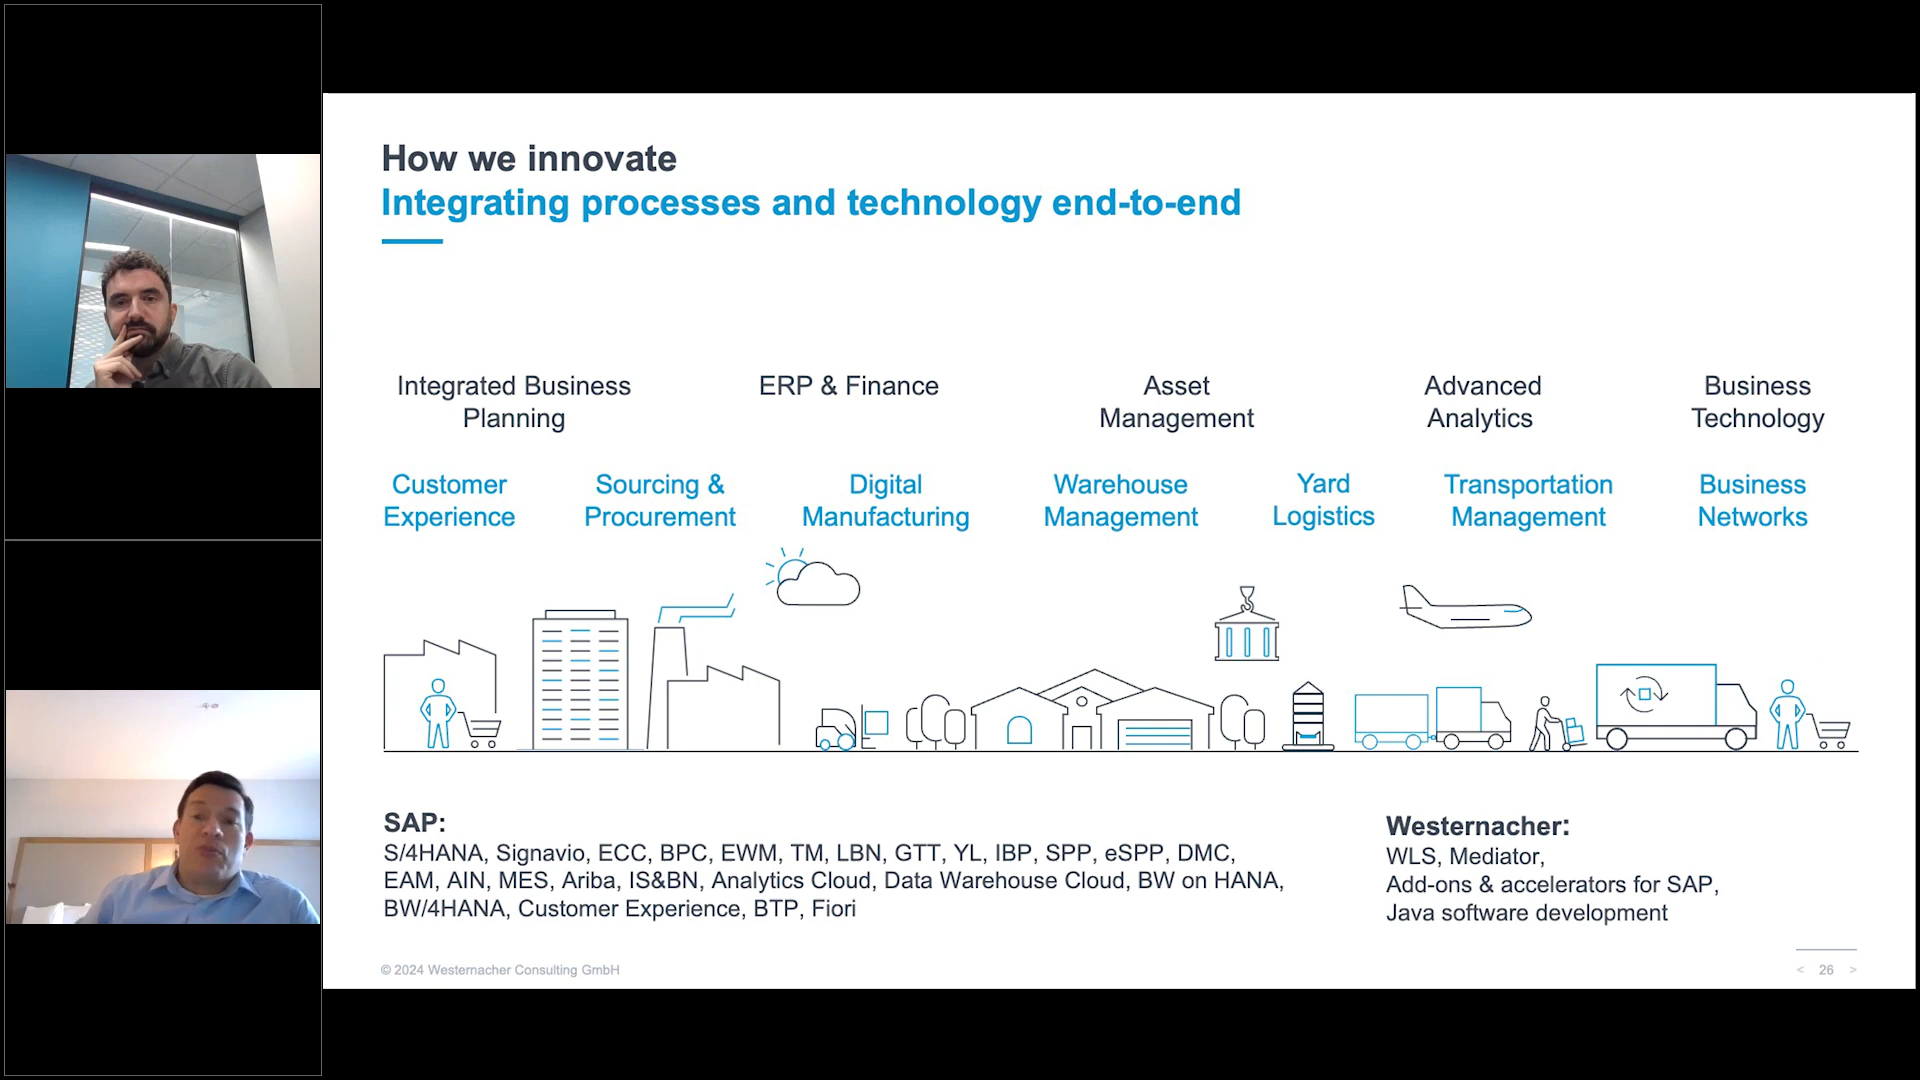 How we innovate
Integrating processes and technology end-to-end
Integrated Business
Planning
ERP & Finance
Asset
Management
Advanced
Analytics
Business
Technology
Customer
Experience
Sourcing &
Procurement
Digital
Manufacturing
Warehouse
Management
Yard
Logistics
Transportation
Management
Business
Networks
SAP:
S/4HANA, Signavio, ECC, BPC, EWM, TM, LBN, GTT, YL, IBP, SPP, eSPP, DMC,
EAM, AIN, MES, Ariba, IS&BN, Analytics Cloud, Data Warehouse Cloud, BW on HANA,
BW/4HANA, Customer Experience, BTP, Fiori
Westernacher:
WLS, Mediator,
Add-ons & accelerators for SAP,
Java software development
© 2024 Westernacher Consulting GmbH
< 26 >